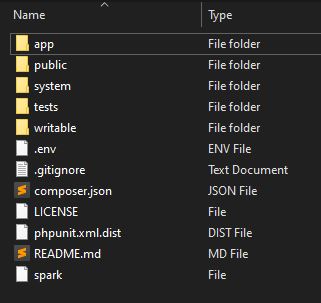 Name Type
app File folder
public File folder
system File folder
tests File folder
writable File folder
.env ENV File
.gitignore Text Document
composer.json JSON File
LICENSE File
phpunit.xml.dist DIST File
README.md MD File
spark File